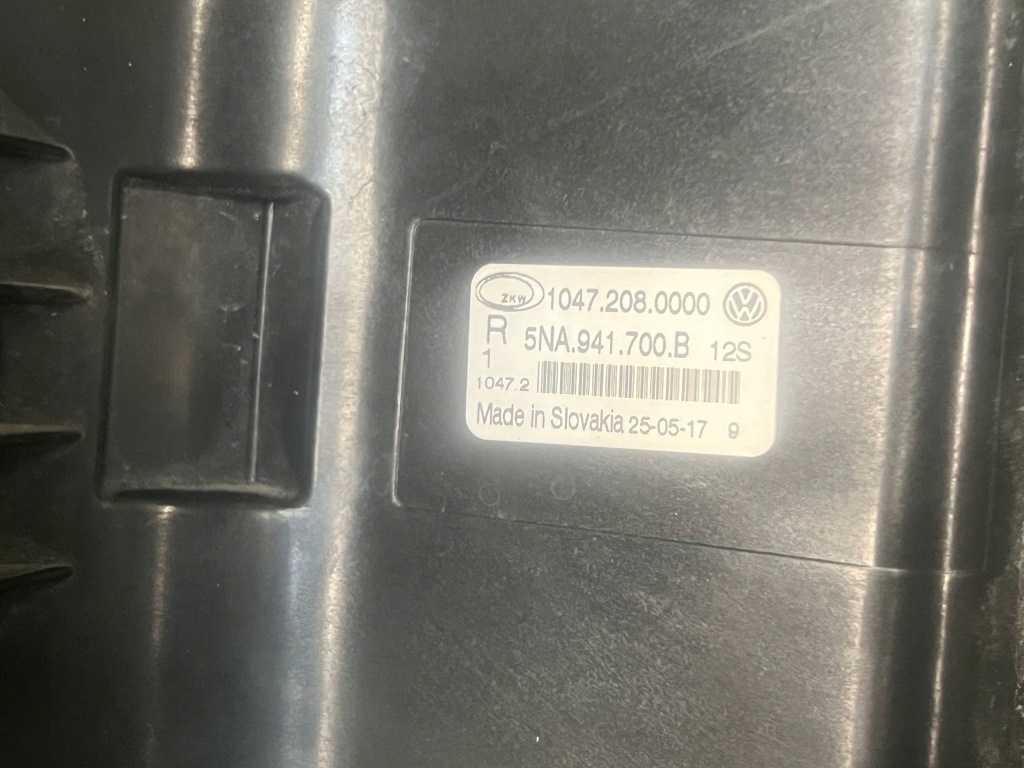 ZKW 1047.208.0000
R 5NA.941.700.B 12S
1
1047.2
Made in Slovakia 25-05-17 9